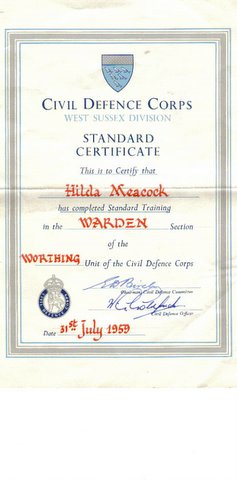 CIVIL DEFENCE CORPS
WEST SUSSEX DIVISION
STANDARD
CERTIFICATE
This is to Certify that
Hilda Meacock
has completed Standard Training
in the WARDEN Section
of the
WORTHING Unit of the Civil Defence Corps
Chairman Civil Defence Committee
Civil Defence Officer
Date 31st July 1959